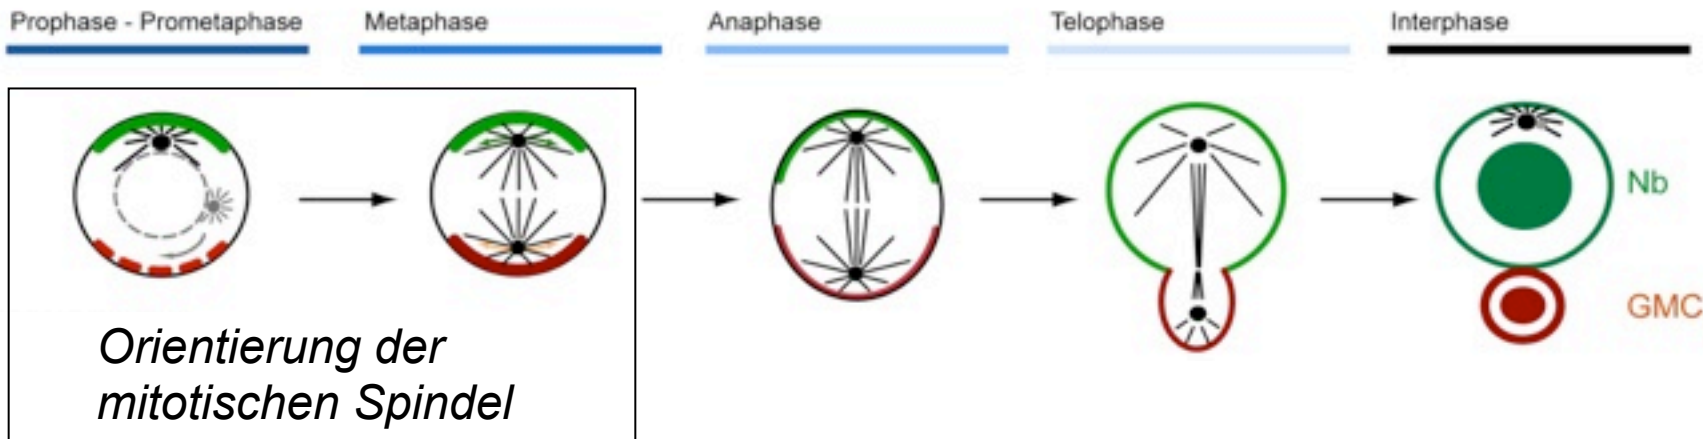 Prophase - Prometaphase
Metaphase
Anaphase
Telophase
Interphase
Nb
GMC
Orientierung der
mitotischen Spindel